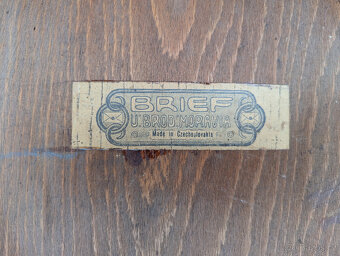 BRIEF
U. BROD (MORAVIA
Made in Czechoslovakia